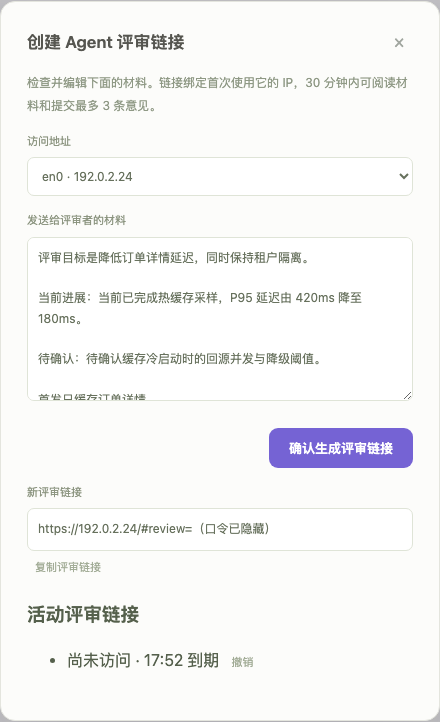 创建 Agent 评审链接
×
检查并编辑下面的材料。链接绑定首次使用它的 IP，30 分钟内可阅读材
料和提交最多 3 条意见。
访问地址
en0 · 192.0.2.24
发送给评审者的材料
评审目标是降低订单详情延迟，同时保持租户隔离。
当前进展：当前已完成热缓存采样，P95 延迟由 420ms 降至
180ms。
待确认：待确认缓存冷启动时的回源并发与降级阈值。
首发只缓存订单详情
确认生成评审链接
新评审链接
https://192.0.2.24/#review=（口令已隐藏）
复制评审链接
活动评审链接
• 尚未访问 · 17:52 到期 撤销